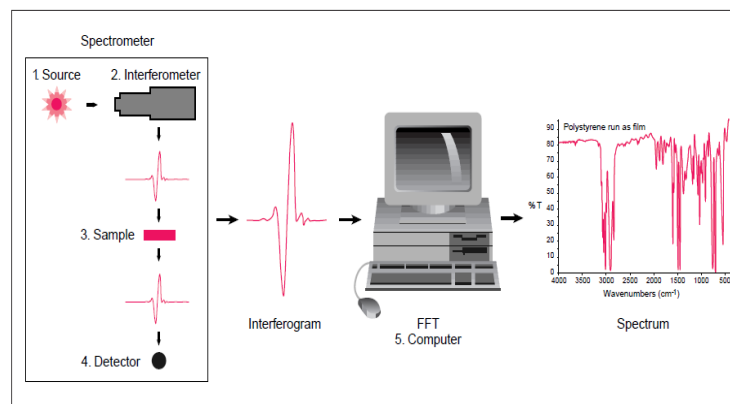 Spectrometer
1. Source
2. Interferometer
3. Sample
4. Detector
Interferogram
FFT
5. Computer
Polystyrene run as film
90
80
70
60
50
40
30
20
10
0
%T
4000 3000 2500 2000 1500 1000 500
Wavenumbers (cm-1)
Spectrum